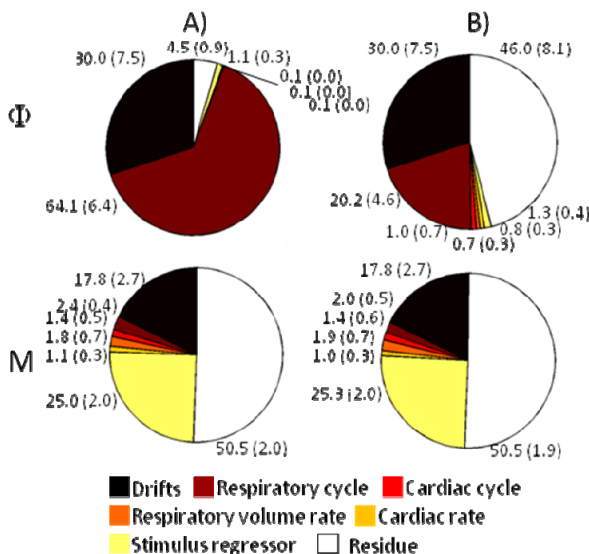 A) B)
4.5 (0.9)
30.0 (7.5) 1.1 (0.3) 30.0 (7.5) 46.0 (8.1)
0.1 (0.0)
0.1 (0.0)
0.1 (0.0)
Φ
64.1 (6.4) 20.2 (4.6) 1.3 (0.4)
1.0 (0.7) 0.8 (0.3)
0.7 (0.3)
17.8 (2.7) 17.8 (2.7)
2.4 (0.4) 2.0 (0.5)
1.4 (0.5) 1.4 (0.6)
1.8 (0.7) 1.9 (0.7)
M 1.1 (0.3) 1.0 (0.3)
25.0 (2.0) 25.3 (2.0)
50.5 (2.0) 50.5 (1.9)
Drifts Respiratory cycle Cardiac cycle
Respiratory volume rate Cardiac rate
Stimulus regressor Residue